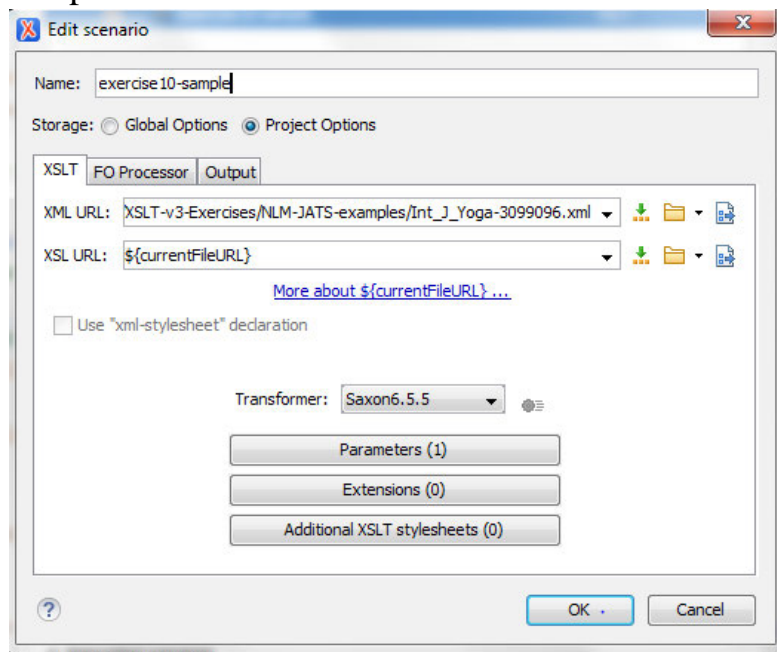 Edit scenario
Name: exercise10-sample
Storage: Global Options Project Options
XSLT FO Processor Output
XML URL: XSLT-v3-Exercises/NLM-JATS-examples/Int_J_Yoga-3099096.xml
XSL URL: ${currentFileURL}
More about ${currentFileURL} ...
Use "xml-stylesheet" declaration
Transformer: Saxon6.5.5
Parameters (1)
Extensions (0)
Additional XSLT stylesheets (0)
? OK Cancel